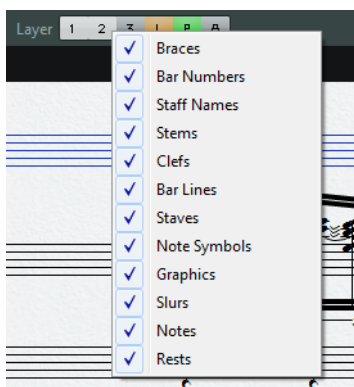 Layer 1 2 3 L P A
Braces
Bar Numbers
Staff Names
Stems
Clefs
Bar Lines
Staves
Note Symbols
Graphics
Slurs
Notes
Rests